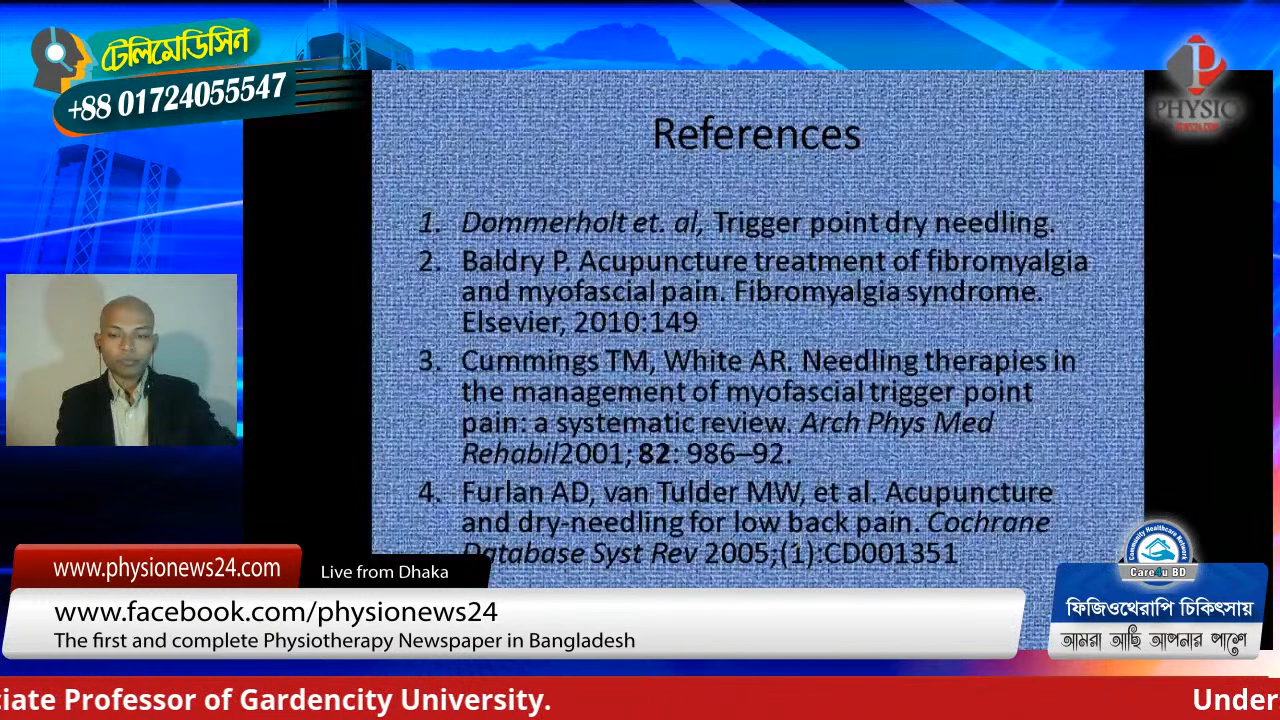 টেলিমেডিসিন
+88 01724055547
PHYSIO
References
1. Dommerholt et. al, Trigger point dry needling.
2. Baldry P. Acupuncture treatment of fibromyalgia
and myofascial pain. Fibromyalgia syndrome.
Elsevier, 2010:149
3. Cummings TM, White AR. Needling therapies in
the management of myofascial trigger point
pain: a systematic review. Arch Phys Med
Rehabil2001; 82: 986–92.
4. Furlan AD, van Tulder MW, et al. Acupuncture
and dry-needling for low back pain. Cochrane
Database Syst Rev 2005;(1):CD001351
www.physionews24.com
Live from Dhaka
www.facebook.com/physionews24
The first and complete Physiotherapy Newspaper in Bangladesh
Community Healthcare Network
Care4u BD
ফিজিওথেরাপি চিকিৎসায়
আমরা আছি আপনার পাশে
ciate Professor of Gardencity University.
Under